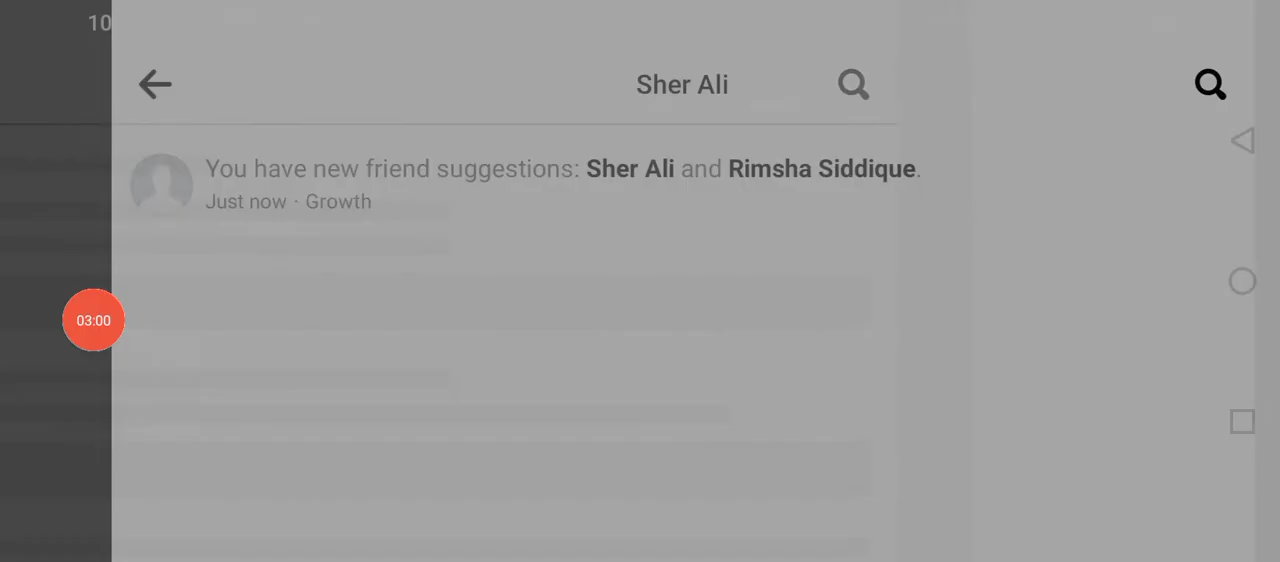 10
Sher Ali
You have new friend suggestions: Sher Ali and Rimsha Siddique.
Just now · Growth
03:00